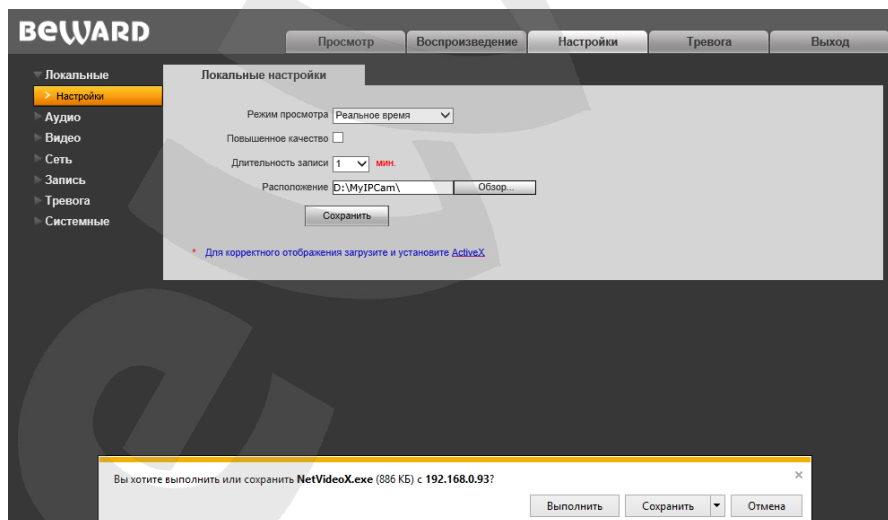 BEWARD
Просмотр Воспроизведение Настройки Тревога Выход
Локальные
Настройки
Аудио
Видео
Сеть
Запись
Тревога
Системные
Локальные настройки
Режим просмотра Реальное время
Повышенное качество
Длительность записи 1 мин.
Расположение D:\MyIPCam\ Обзор...
Сохранить
* Для корректного отображения загрузите и установите ActiveX
Вы хотите выполнить или сохранить NetVideoX.exe (886 КБ) с 192.168.0.93?
Выполнить Сохранить Отмена